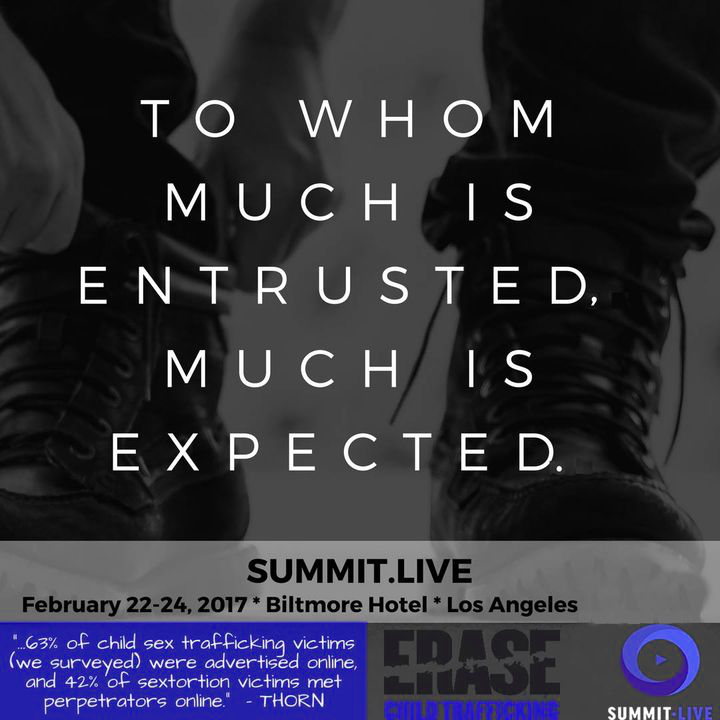 TO WHOM
MUCH IS
ENTRUSTED,
MUCH IS
EXPECTED.
SUMMIT.LIVE
February 22-24, 2017 * Biltmore Hotel * Los Angeles
"...63% of child sex trafficking victims
(we surveyed) were advertised online,
and 42% of sextortion victims met
perpetrators online." - THORN
ERASE
CHILD TRAFFICKING
SUMMIT·LIVE